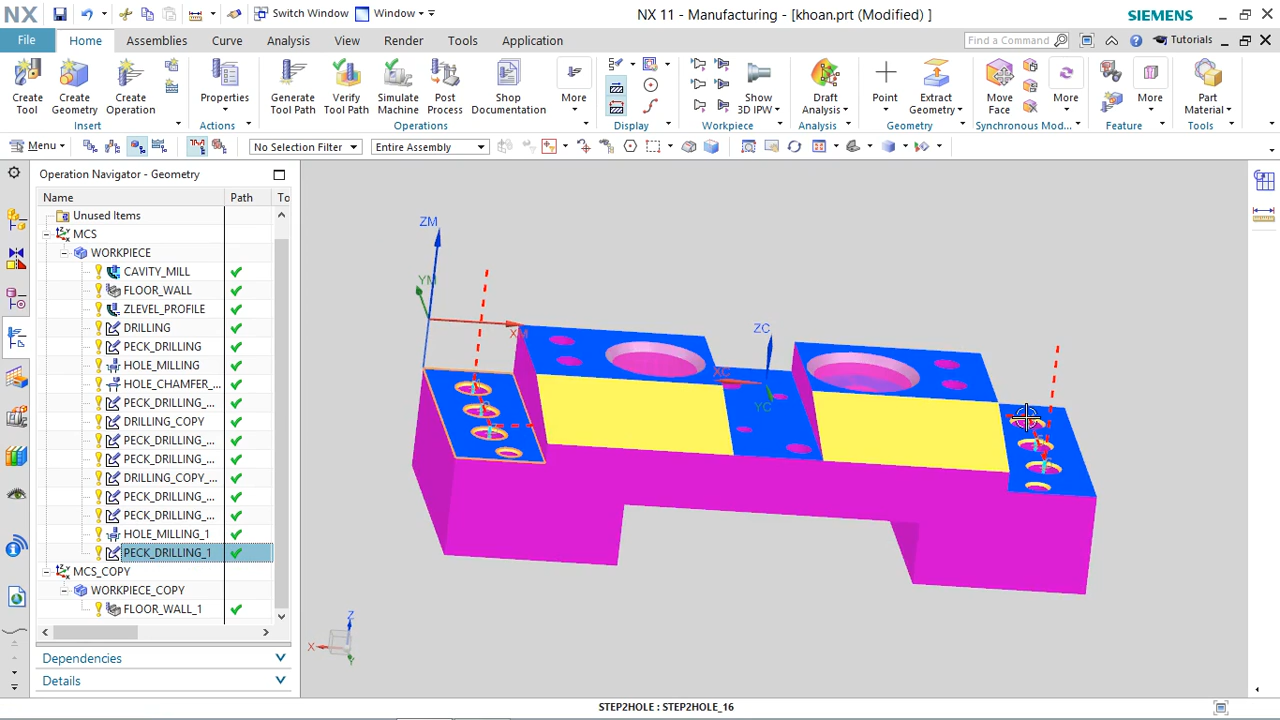 NX
Switch Window
Window
NX 11 - Manufacturing - [khoan.prt (Modified) ]
SIEMENS
File
Home
Assemblies
Curve
Analysis
View
Render
Tools
Application
Find a Command
Tutorials
Create Tool
Create Geometry
Create Operation
Properties
Generate Tool Path
Verify Tool Path
Simulate Machine
Post Process
Shop Documentation
More
Show 3D IPW
Draft Analysis
Point
Extract Geometry
Move Face
More
More
Part Material
Insert
Actions
Operations
Display
Workpiece
Analysis
Geometry
Synchronous Mod...
Feature
Tools
Menu
No Selection Filter
Entire Assembly
Operation Navigator - Geometry
Name
Path
To
Unused Items
MCS
WORKPIECE
CAVITY_MILL
FLOOR_WALL
ZLEVEL_PROFILE
DRILLING
PECK_DRILLING
HOLE_MILLING
HOLE_CHAMFER_...
PECK_DRILLING_...
DRILLING_COPY
PECK_DRILLING_...
PECK_DRILLING_...
DRILLING_COPY_...
PECK_DRILLING_...
PECK_DRILLING_...
HOLE_MILLING_1
PECK_DRILLING_1
MCS_COPY
WORKPIECE_COPY
FLOOR_WALL_1
Dependencies
Details
ZM
YM
XM
ZC
XC
YC
Z
X
Y
STEP2HOLE : STEP2HOLE_16